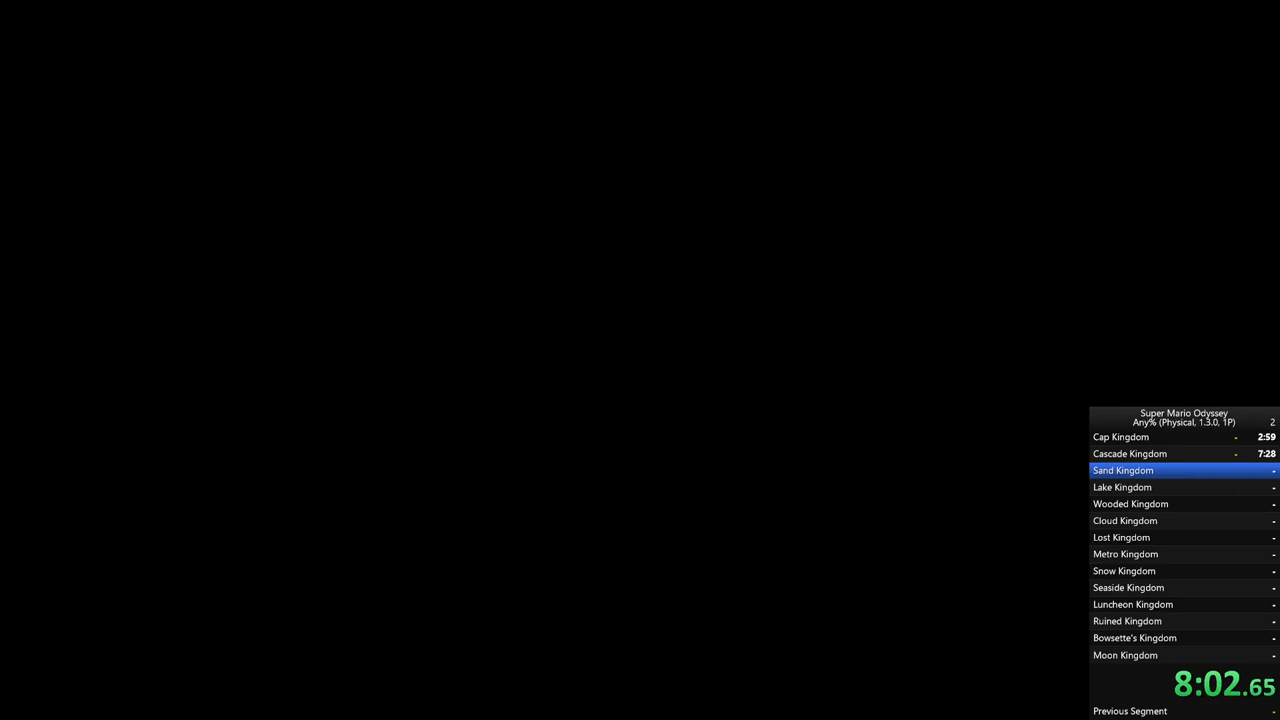 Super Mario Odyssey
Any% (Physical, 1.3.0, 1P) 2
Cap Kingdom - 2:59
Cascade Kingdom - 7:28
Sand Kingdom -
Lake Kingdom -
Wooded Kingdom -
Cloud Kingdom -
Lost Kingdom -
Metro Kingdom -
Snow Kingdom -
Seaside Kingdom -
Luncheon Kingdom -
Ruined Kingdom -
Bowsette's Kingdom -
Moon Kingdom -
8:02.65
Previous Segment -